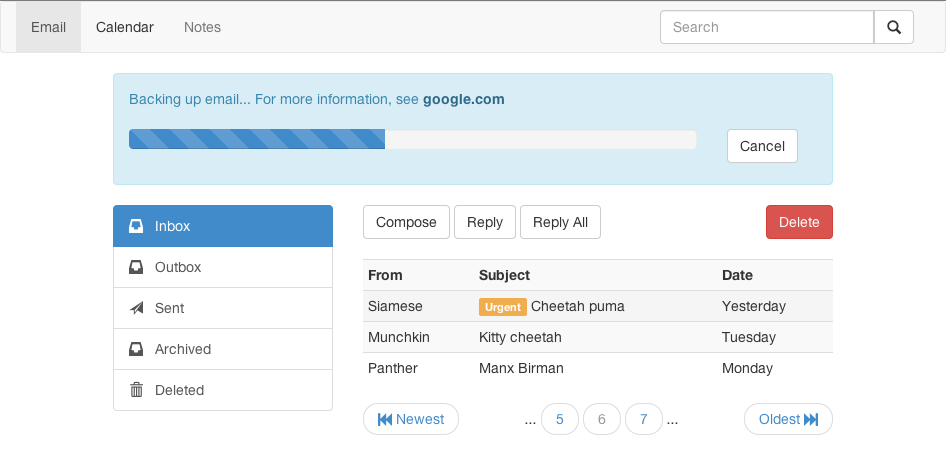 Email Calendar Notes Search
Backing up email... For more information, see google.com
Cancel
Inbox
Outbox
Sent
Archived
Deleted
Compose Reply Reply All Delete
From Subject Date
Siamese Urgent Cheetah puma Yesterday
Munchkin Kitty cheetah Tuesday
Panther Manx Birman Monday
Newest ... 5 6 7 ... Oldest